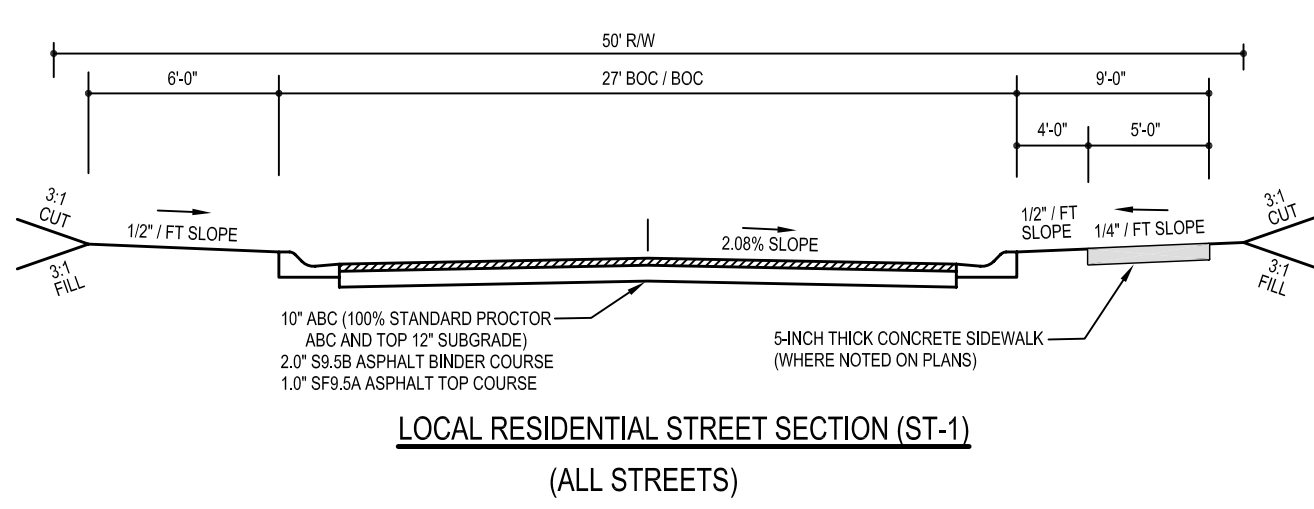 50' R/W
6'-0"
27' BOC / BOC
9'-0"
4'-0"
5'-0"
3:1
CUT
3:1
FILL
1/2" / FT SLOPE
2.08% SLOPE
1/2" / FT
SLOPE
1/4" / FT SLOPE
3:1
CUT
3:1
FILL
10" ABC (100% STANDARD PROCTOR
ABC AND TOP 12" SUBGRADE)
2.0" S9.5B ASPHALT BINDER COURSE
1.0" SF9.5A ASPHALT TOP COURSE
5-INCH THICK CONCRETE SIDEWALK
(WHERE NOTED ON PLANS)
LOCAL RESIDENTIAL STREET SECTION (ST-1)
(ALL STREETS)